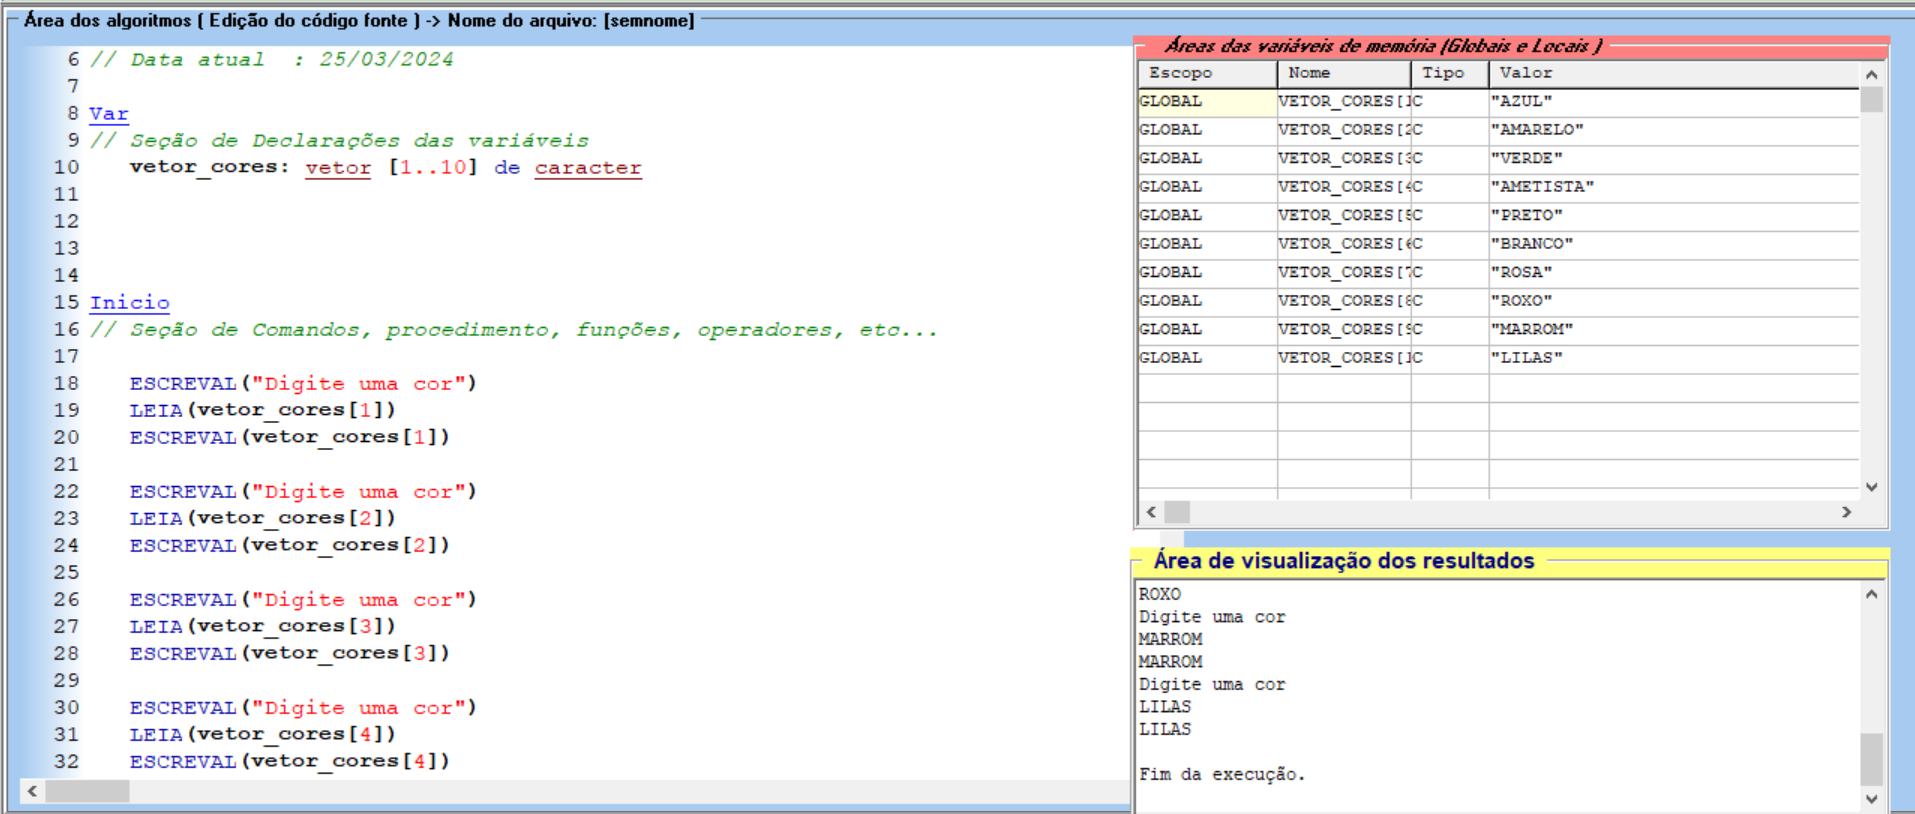 Área dos algoritmos ( Edição do código fonte ) -> Nome do arquivo: [semnome]
6 // Data atual  : 25/03/2024
7
8 Var
9 // Seção de Declarações das variáveis
10    vetor_cores: vetor [1..10] de caracter
11
12
13
14
15 Inicio
16 // Seção de Comandos, procedimento, funções, operadores, etc...
17
18    ESCREVAL("Digite uma cor")
19    LEIA(vetor_cores[1])
20    ESCREVAL(vetor_cores[1])
21
22    ESCREVAL("Digite uma cor")
23    LEIA(vetor_cores[2])
24    ESCREVAL(vetor_cores[2])
25
26    ESCREVAL("Digite uma cor")
27    LEIA(vetor_cores[3])
28    ESCREVAL(vetor_cores[3])
29
30    ESCREVAL("Digite uma cor")
31    LEIA(vetor_cores[4])
32    ESCREVAL(vetor_cores[4])
Áreas das variáveis de memória (Globais e Locais )
Escopo Nome Tipo Valor
GLOBAL VETOR_CORES[1 C "AZUL"
GLOBAL VETOR_CORES[2 C "AMARELO"
GLOBAL VETOR_CORES[3 C "VERDE"
GLOBAL VETOR_CORES[4 C "AMETISTA"
GLOBAL VETOR_CORES[5 C "PRETO"
GLOBAL VETOR_CORES[6 C "BRANCO"
GLOBAL VETOR_CORES[7 C "ROSA"
GLOBAL VETOR_CORES[8 C "ROXO"
GLOBAL VETOR_CORES[9 C "MARROM"
GLOBAL VETOR_CORES[1 C "LILAS"
Área de visualização dos resultados
ROXO
Digite uma cor
MARROM
MARROM
Digite uma cor
LILAS
LILAS
Fim da execução.